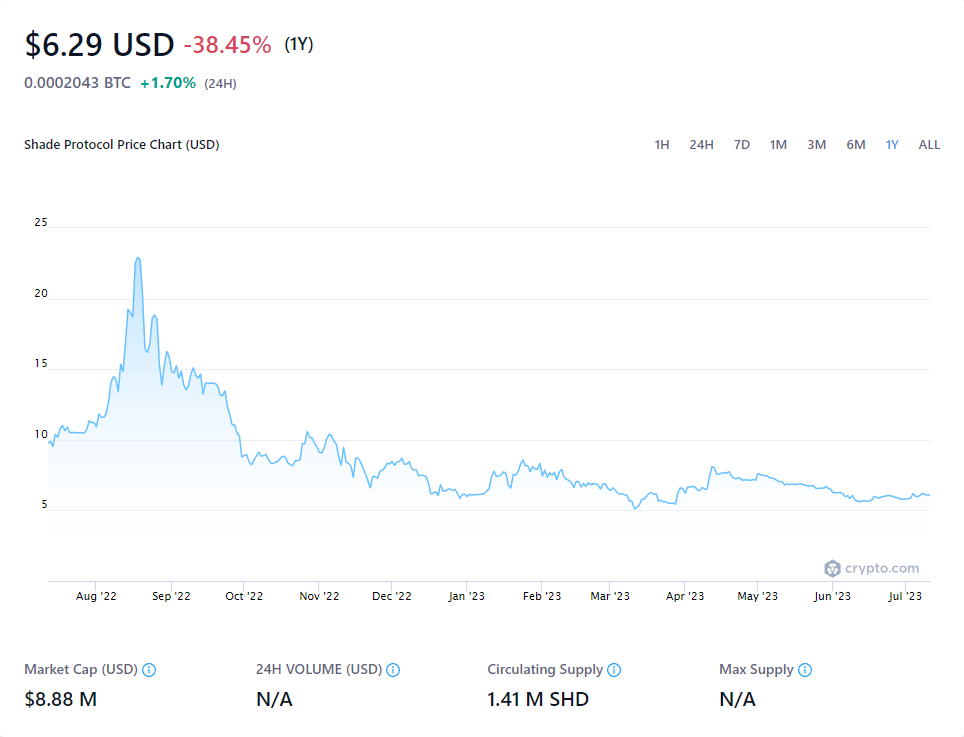 $6.29 USD -38.45% (1Y)
0.0002043 BTC +1.70% (24H)
Shade Protocol Price Chart (USD) 1H 24H 7D 1M 3M 6M 1Y ALL
25
20
15
10
5
crypto.com
Aug '22 Sep '22 Oct '22 Nov '22 Dec '22 Jan '23 Feb '23 Mar '23 Apr '23 May '23 Jun '23 Jul '23
Market Cap (USD) 24H VOLUME (USD) Circulating Supply Max Supply
$8.88 M N/A 1.41 M SHD N/A